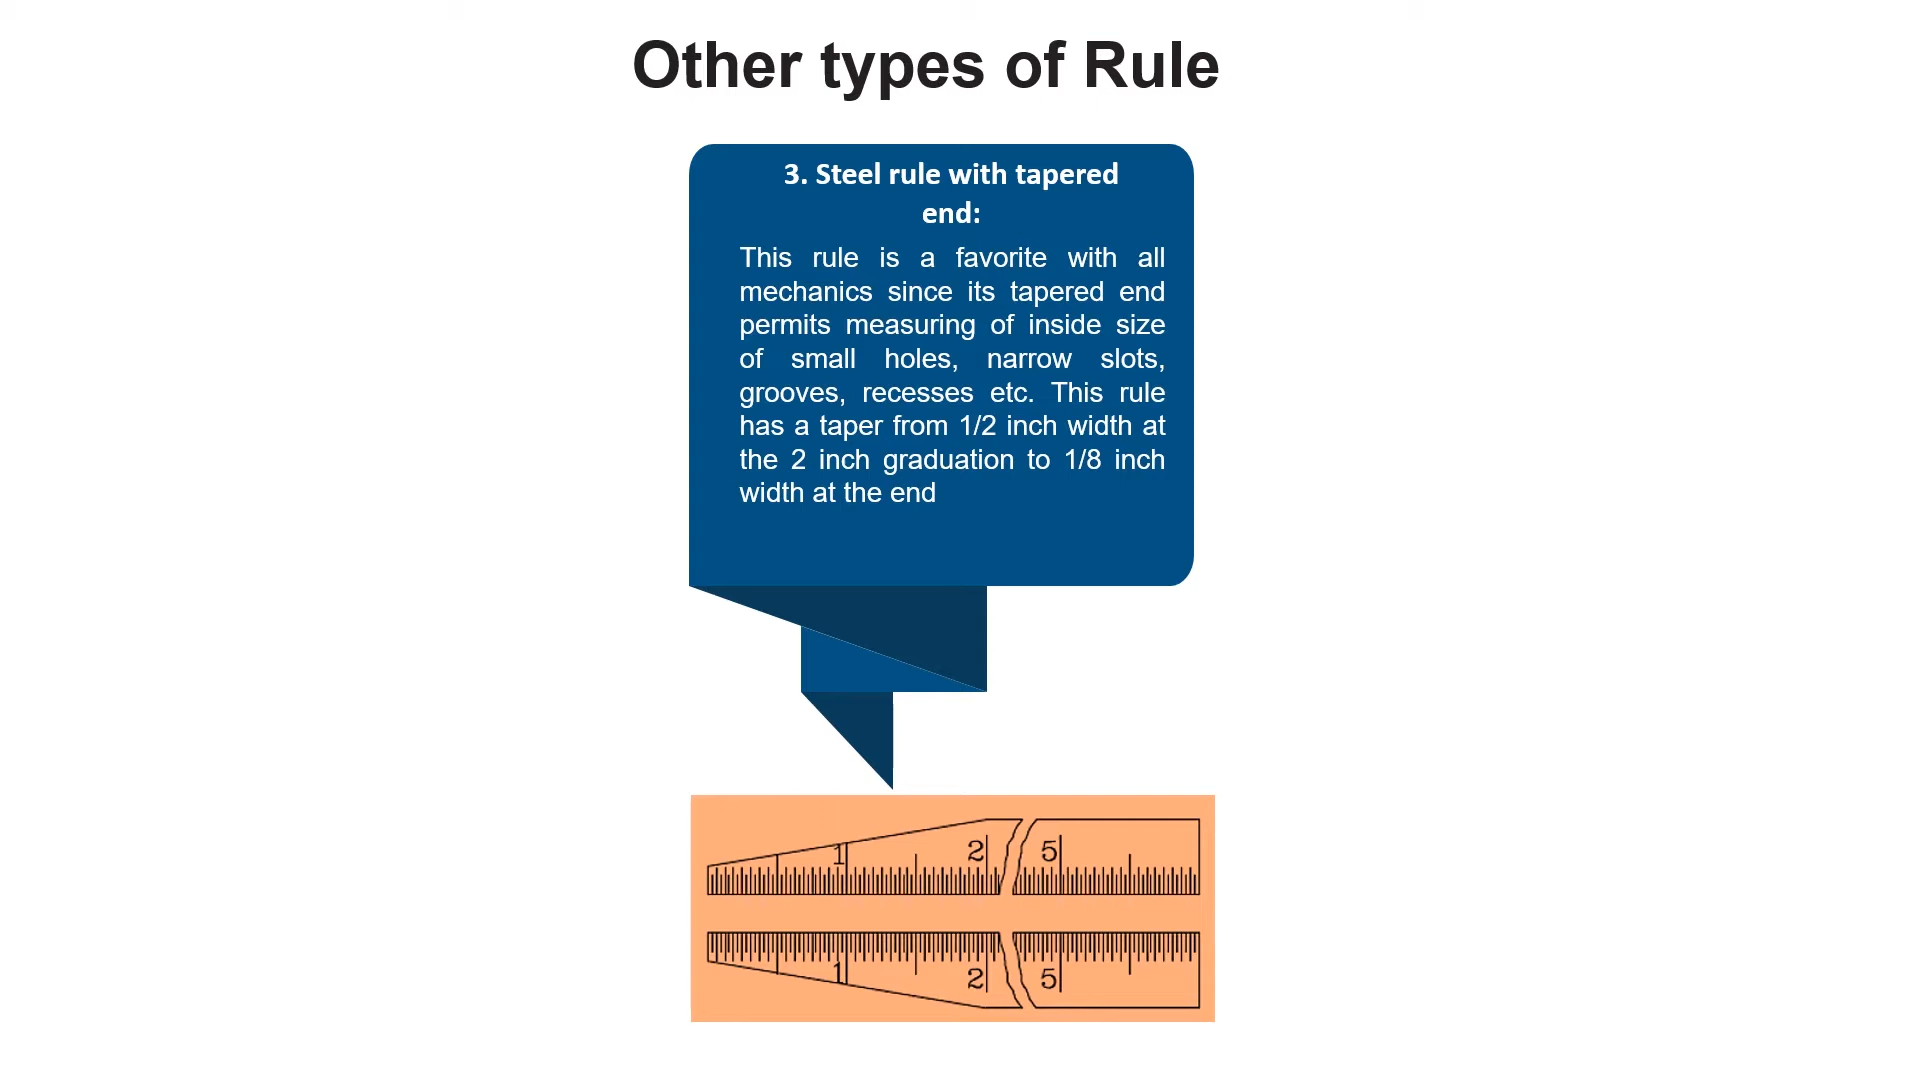 Other types of Rule
3. Steel rule with tapered
end:
This rule is a favorite with all
mechanics since its tapered end
permits measuring of inside size
of small holes, narrow slots,
grooves, recesses etc. This rule
has a taper from 1/2 inch width at
the 2 inch graduation to 1/8 inch
width at the end
1 2 5
1 2 5